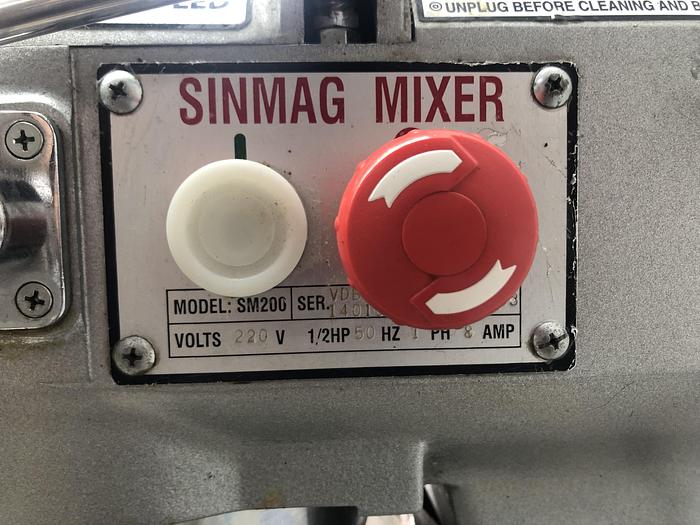 UNPLUG BEFORE CLEANING AND
SINMAG MIXER
MODEL: SM200 SER.
VOLTS 220 V 1/2HP 50 HZ 1 PH 8 AMP